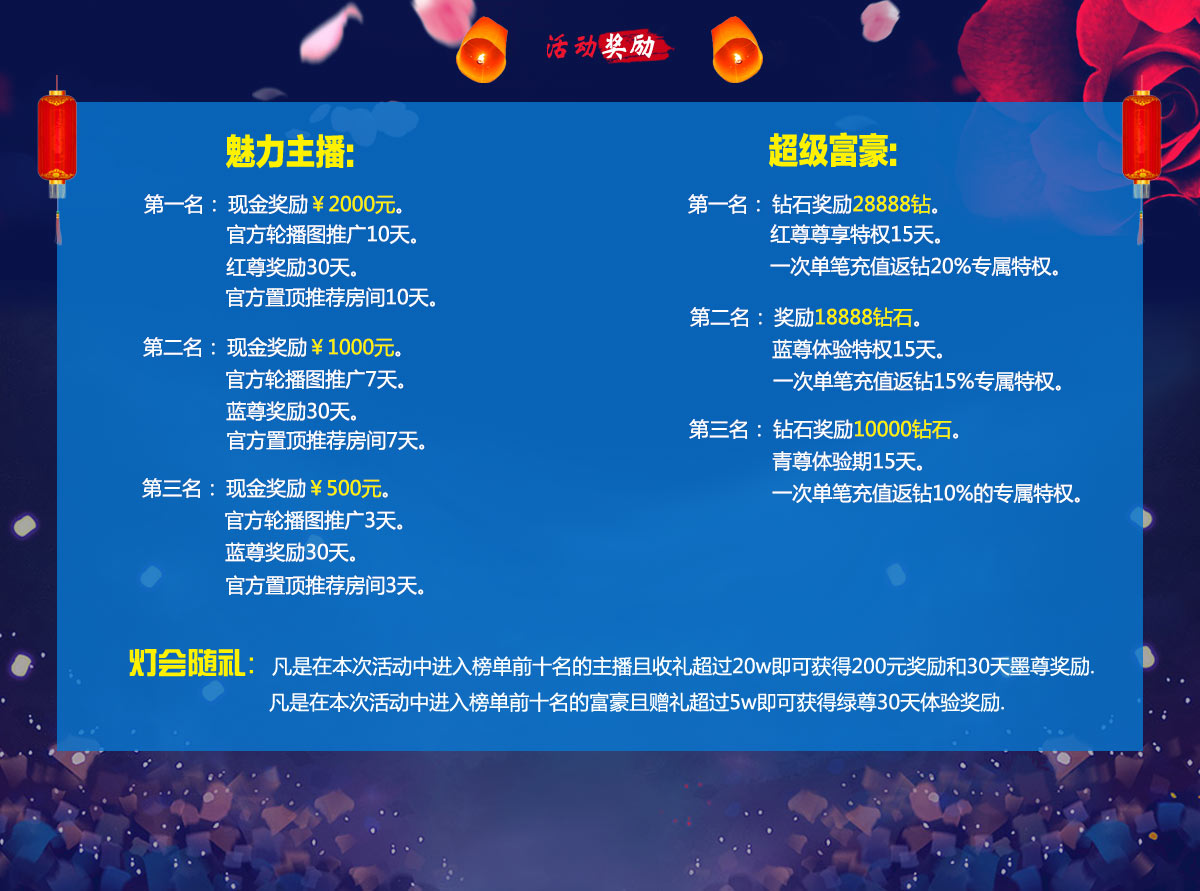 活动奖励
魅力主播:
第一名：现金奖励￥2000元。
官方轮播图推广10天。
红尊奖励30天。
官方置顶推荐房间10天。
第二名：现金奖励￥1000元。
官方轮播图推广7天。
蓝尊奖励30天。
官方置顶推荐房间7天。
第三名：现金奖励￥500元。
官方轮播图推广3天。
蓝尊奖励30天。
官方置顶推荐房间3天。
超级富豪:
第一名：钻石奖励28888钻。
红尊尊享特权15天。
一次单笔充值返钻20%专属特权。
第二名：奖励18888钻石。
蓝尊体验特权15天。
一次单笔充值返钻15%专属特权。
第三名：钻石奖励10000钻石。
青尊体验期15天。
一次单笔充值返钻10%的专属特权。
灯会随礼：凡是在本次活动中进入榜单前十名的主播且收礼超过20w即可获得200元奖励和30天墨尊奖励.
凡是在本次活动中进入榜单前十名的富豪且赠礼超过5w即可获得绿尊30天体验奖励.